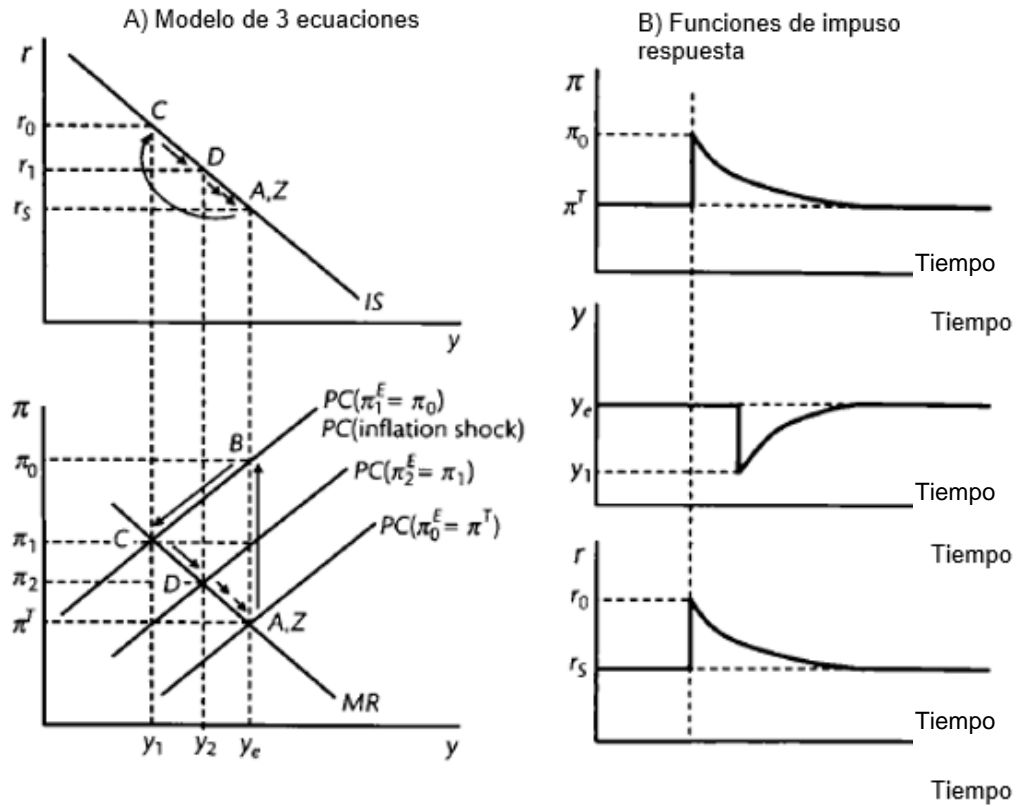 A) Modelo de 3 ecuaciones
r
r₀
r₁
rₛ
C
D
A,Z
IS
y
π
π₀
π₁
π₂
πᵀ
PC(π₁ᴱ = π₀)
PC(inflation shock)
B
PC(π₂ᴱ = π₁)
PC(π₀ᴱ = πᵀ)
C
D
A,Z
MR
y₁
y₂
yₑ
y
B) Funciones de impuso
respuesta
π
π₀
πᵀ
Tiempo
y
Tiempo
yₑ
y₁
Tiempo
r
Tiempo
r₀
rₛ
Tiempo
Tiempo